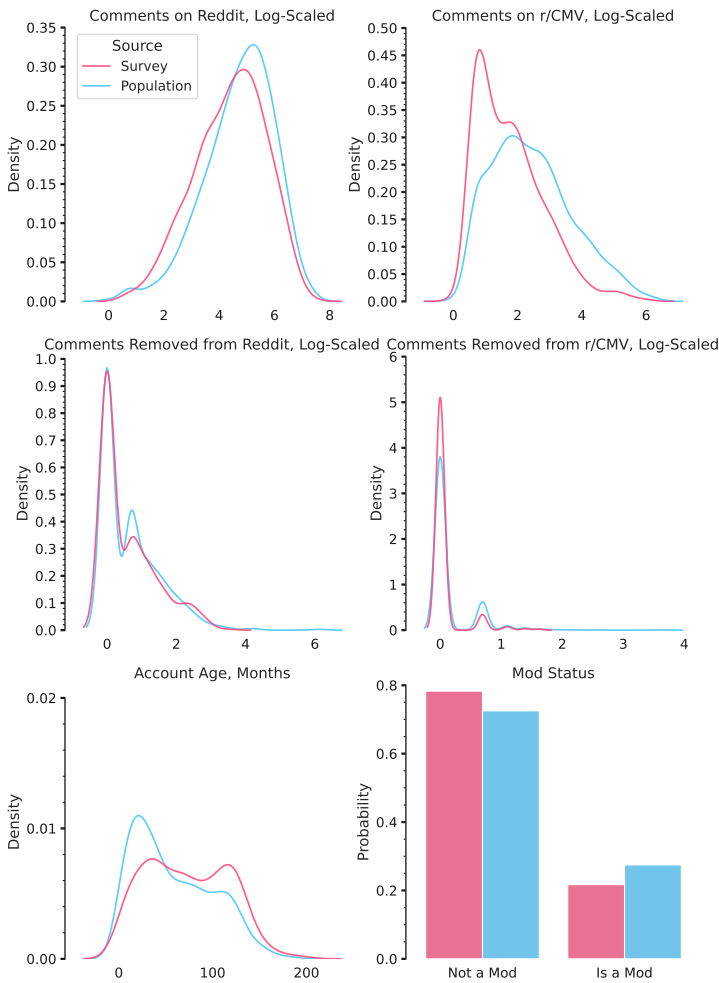 Comments on Reddit, Log-Scaled
Comments on r/CMV, Log-Scaled
0.35
0.30
0.25
0.20
0.15
0.10
0.05
0.00
Density
Source
Survey
Population
0 2 4 6 8
0.50
0.45
0.40
0.35
0.30
0.25
0.20
0.15
0.10
0.05
0.00
Density
0 2 4 6
Comments Removed from Reddit, Log-Scaled
Comments Removed from r/CMV, Log-Scaled
1.0
0.9
0.8
0.7
0.6
0.5
0.4
0.3
0.2
0.1
0.0
Density
0 2 4 6
6
5
4
3
2
1
0
Density
0 1 2 3 4
Account Age, Months
Mod Status
0.02
0.01
0.00
Density
0 100 200
0.8
0.6
0.4
0.2
0.0
Probability
Not a Mod Is a Mod